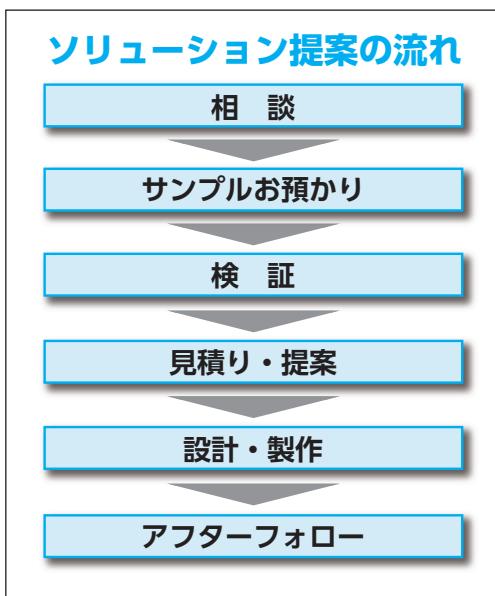 ソリューション提案の流れ
相　談
サンプルお預かり
検　証
見積り・提案
設計・製作
アフターフォロー